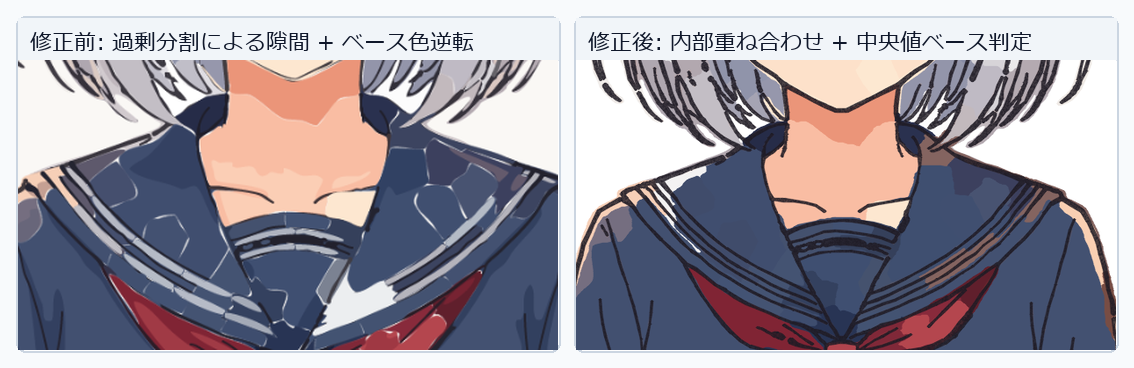 修正前: 過剰分割による隙間 + ベース色逆転
修正後: 内部重ね合わせ + 中央値ベース判定